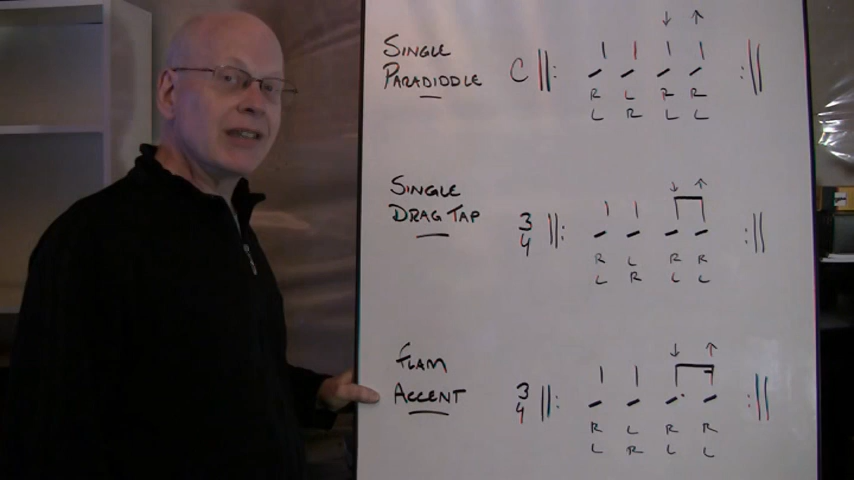 SINGLE
PARADIDDLE
C
R L R R
L R L L
SINGLE
DRAG TAP
3
4
R L R R
L R L L
FLAM
ACCENT
3
4
R L R R
L R L L